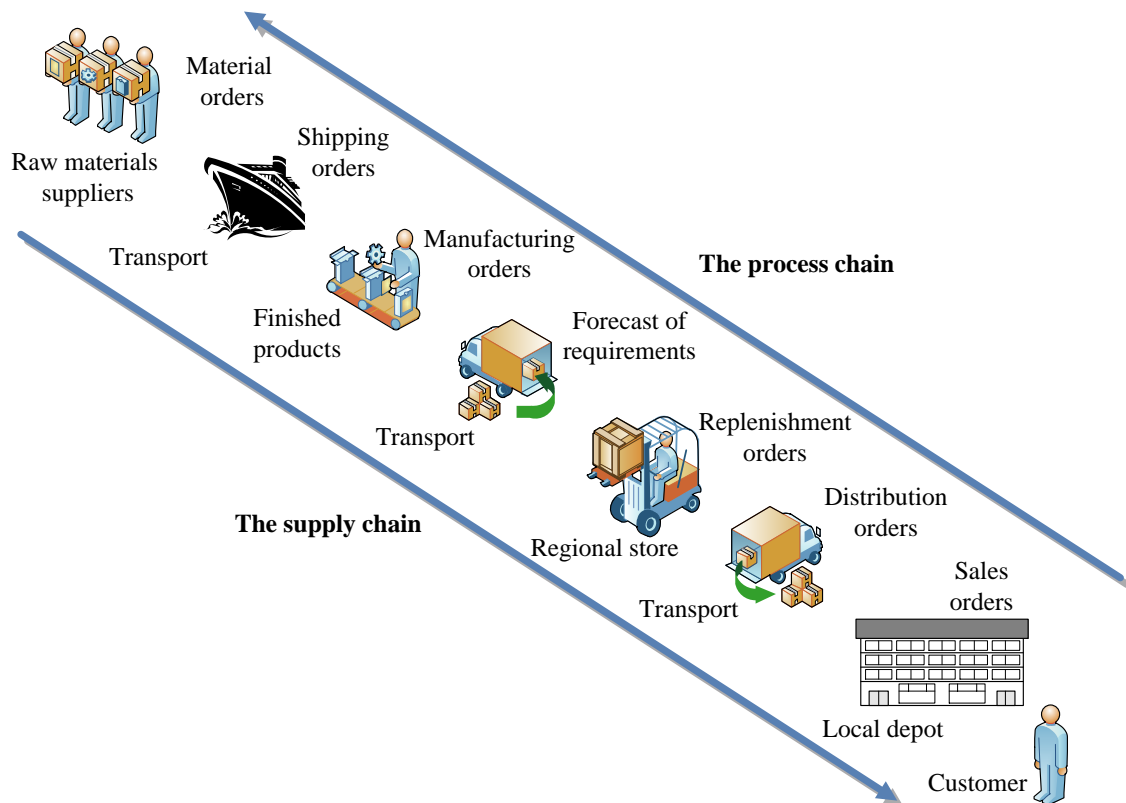 Material
orders
Shipping
orders
Raw materials
suppliers
Transport
Manufacturing
orders
The process chain
Finished
products
Forecast of
requirements
Transport
Replenishment
orders
The supply chain
Distribution
orders
Regional store
Sales
orders
Transport
Local depot
Customer